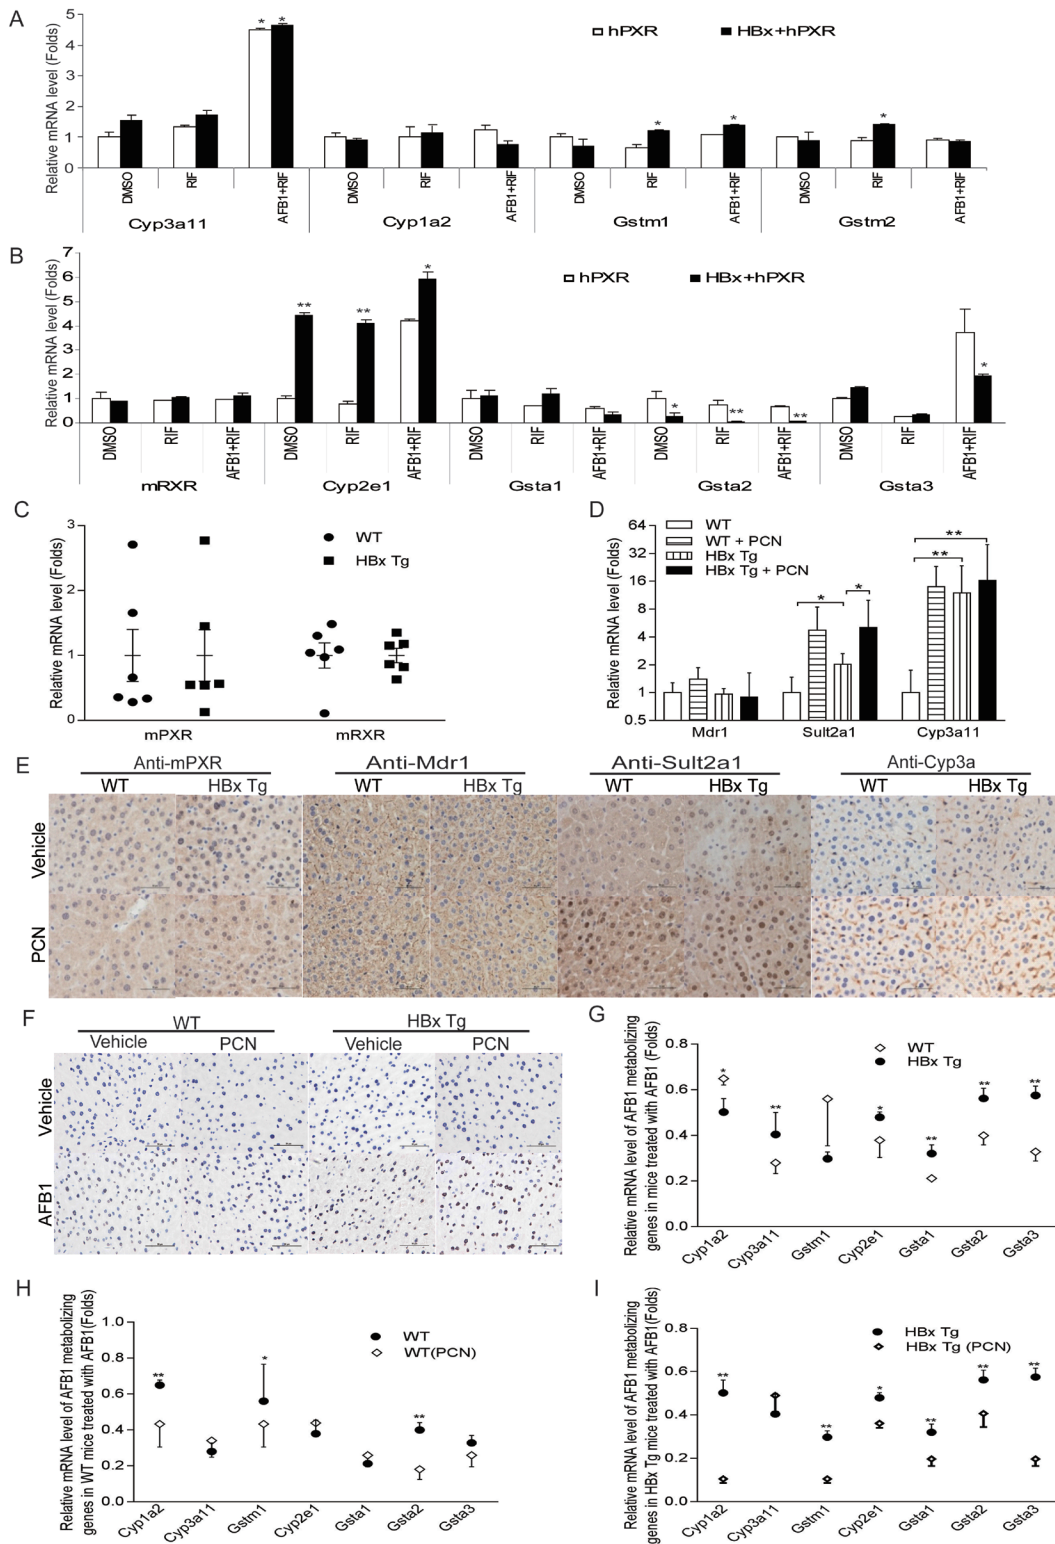 A
Relative mRNA level (Folds)
5
4
3
2
1
0
* *
* * *
hPXR HBx+hPXR
DMSO RIF AFB1+RIF DMSO RIF AFB1+RIF DMSO RIF AFB1+RIF DMSO RIF AFB1+RIF
Cyp3a11 Cyp1a2 Gstm1 Gstm2
B
Relative mRNA level (Folds)
7
6
5
4
3
2
1
0
** ** * * ** ** *
hPXR HBx+hPXR
DMSO RIF AFB1+RIF DMSO RIF AFB1+RIF DMSO RIF AFB1+RIF DMSO RIF AFB1+RIF DMSO RIF AFB1+RIF
mRXR Cyp2e1 Gsta1 Gsta2 Gsta3
C
Relative mRNA level (Folds)
3
2
1
0
WT
HBx Tg
mPXR mRXR
D
Relative mRNA level (Folds)
64
32
16
8
4
2
1
0.5
WT
WT + PCN
HBx Tg
HBx Tg + PCN
* * ** **
Mdr1 Sult2a1 Cyp3a11
E
Anti-mPXR Anti-Mdr1 Anti-Sult2a1 Anti-Cyp3a
WT HBx Tg WT HBx Tg WT HBx Tg WT HBx Tg
Vehicle
PCN
F
WT HBx Tg
Vehicle PCN Vehicle PCN
Vehicle
AFB1
G
Relative mRNA level of AFB1 metabolizing
genes in mice treated with AFB1 (Folds)
0.8
0.6
0.4
0.2
0.0
WT
HBx Tg
* ** * ** ** **
Cyp1a2 Cyp3a11 Gstm1 Cyp2e1 Gsta1 Gsta2 Gsta3
H
Relative mRNA level of AFB1 metabolizing
genes in WT mice treated with AFB1(Folds)
1.0
0.8
0.6
0.4
0.2
0.0
WT
WT(PCN)
** * **
Cyp1a2 Cyp3a11 Gstm1 Cyp2e1 Gsta1 Gsta2 Gsta3
I
Relative mRNA level of AFB1 metabolizing
genes in HBx Tg mice treated with AFB1(Folds)
0.8
0.6
0.4
0.2
0.0
HBx Tg
HBx Tg (PCN)
** ** * ** ** **
Cyp1a2 Cyp3a11 Gstm1 Cyp2e1 Gsta1 Gsta2 Gsta3